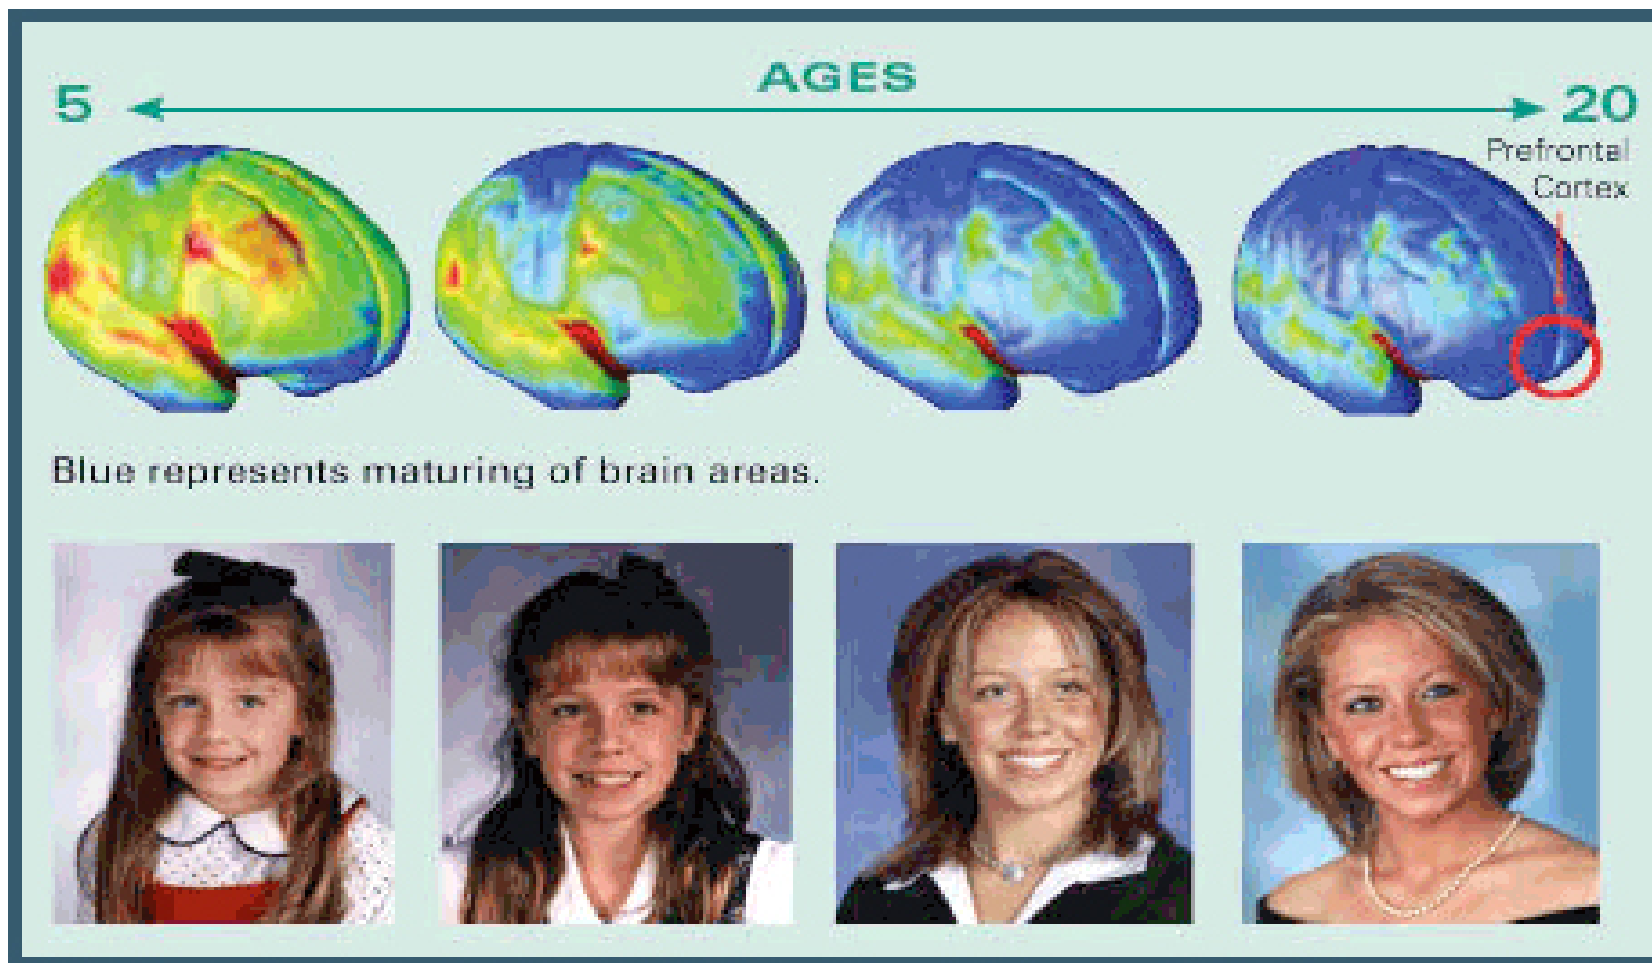 AGES
5
20
Prefrontal
Cortex
Blue represents maturing of brain areas.